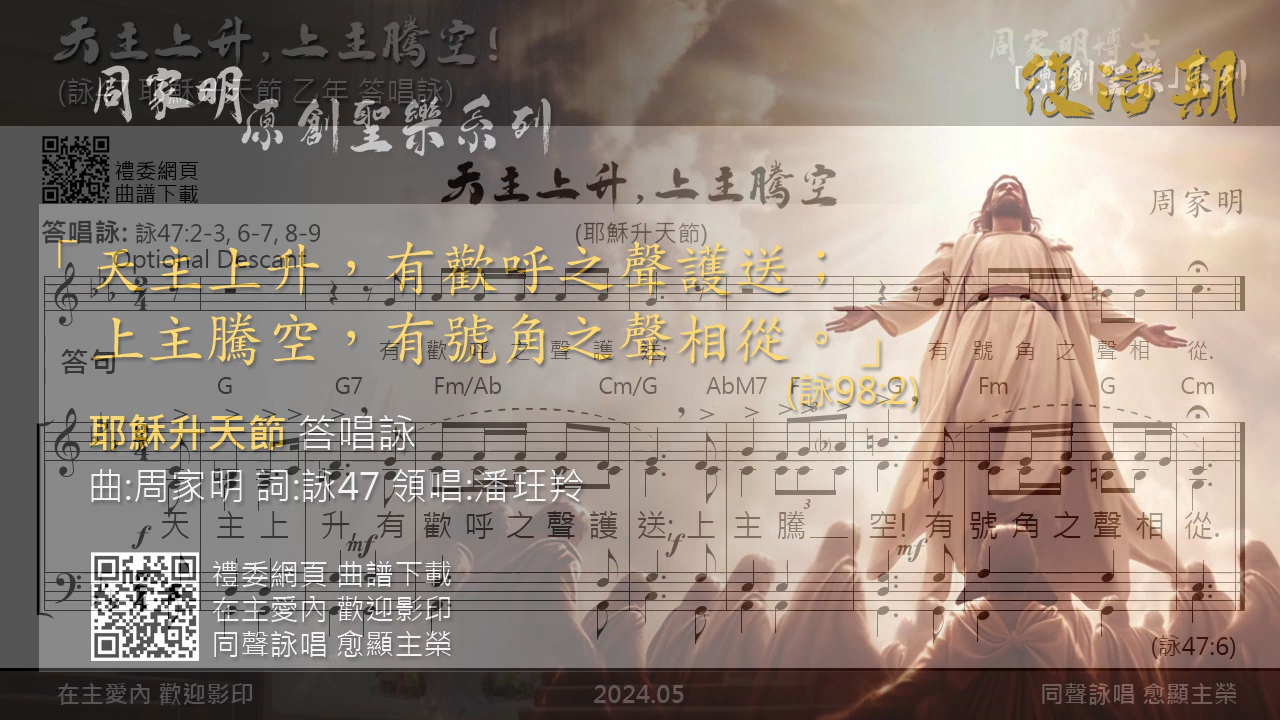 天主上升,上主騰空!
(詠47 耶穌升天節 乙年 答唱詠)
周家明博士
「原創聖樂」系列
周家明
原創聖樂系列
復活期
禮委網頁
曲譜下載
天主上升,上主騰空
周家明
答唱詠: 詠47:2-3, 6-7, 8-9
(耶穌升天節)
Optional Descant
「天主上升,有歡呼之聲護送;
上主騰空,有號角之聲相從。」
有 歡 呼 之 聲 護 送; 有 號 角 之 聲 相 從.
答句
G G7 Fm/Ab Cm/G AbM7 F G Fm G Cm
(詠98:2)
耶穌升天節 答唱詠
曲:周家明 詞:詠47 領唱:潘玨羚
3
f 天 主 上 升, mf 有 歡 呼 之 聲 護 送; f 上 主 騰__ 空! mf 有 號 角 之 聲 相 從.
禮委網頁 曲譜下載
在主愛內 歡迎影印
同聲詠唱 愈顯主榮
(詠47:6)
在主愛內 歡迎影印
2024.05
同聲詠唱 愈顯主榮